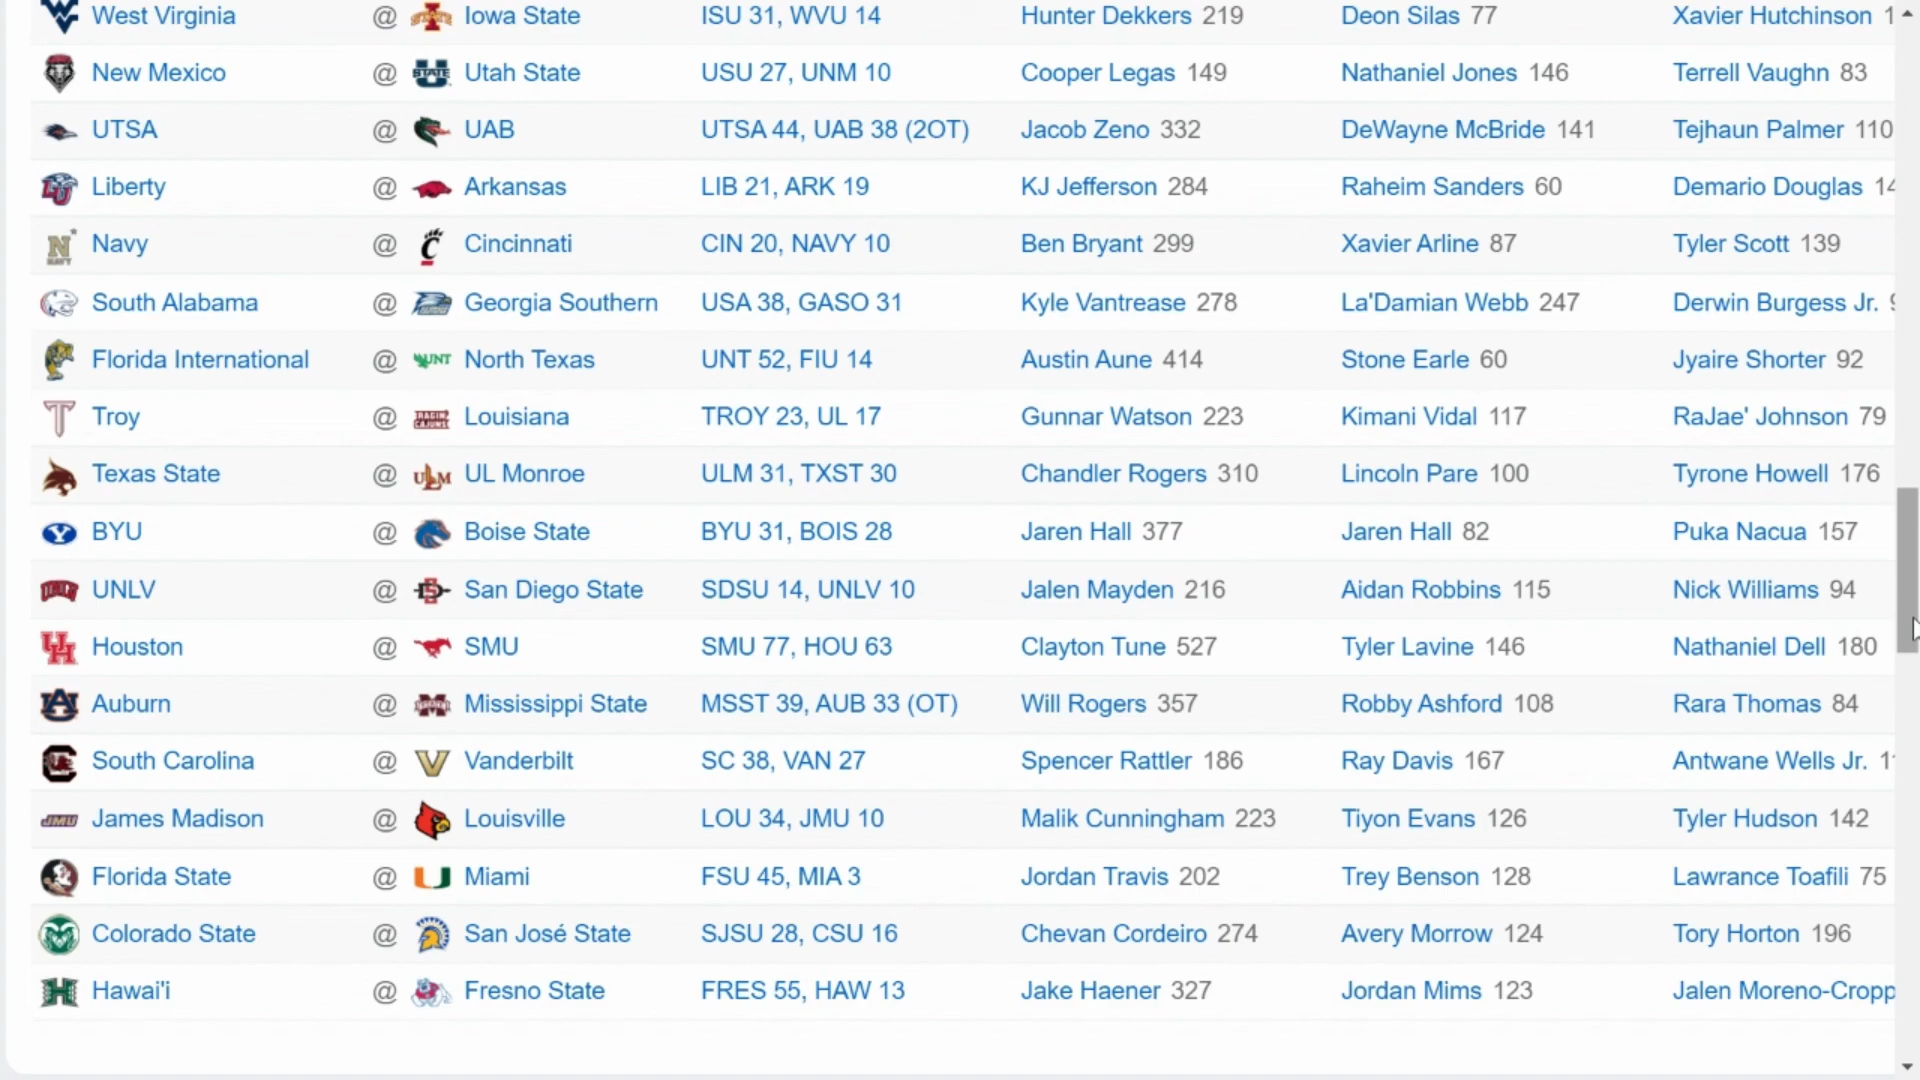 West Virginia @ Iowa State ISU 31, WVU 14 Hunter Dekkers 219 Deon Silas 77 Xavier Hutchinson
New Mexico @ Utah State USU 27, UNM 10 Cooper Legas 149 Nathaniel Jones 146 Terrell Vaughn 83
UTSA @ UAB UTSA 44, UAB 38 (2OT) Jacob Zeno 332 DeWayne McBride 141 Tejhaun Palmer 110
Liberty @ Arkansas LIB 21, ARK 19 KJ Jefferson 284 Raheim Sanders 60 Demario Douglas
Navy @ Cincinnati CIN 20, NAVY 10 Ben Bryant 299 Xavier Arline 87 Tyler Scott 139
South Alabama @ Georgia Southern USA 38, GASO 31 Kyle Vantrease 278 La'Damian Webb 247 Derwin Burgess Jr.
Florida International @ UNT North Texas UNT 52, FIU 14 Austin Aune 414 Stone Earle 60 Jyaire Shorter 92
Troy @ Louisiana TROY 23, UL 17 Gunnar Watson 223 Kimani Vidal 117 RaJae' Johnson 79
Texas State @ ULM UL Monroe ULM 31, TXST 30 Chandler Rogers 310 Lincoln Pare 100 Tyrone Howell 176
BYU @ Boise State BYU 31, BOIS 28 Jaren Hall 377 Jaren Hall 82 Puka Nacua 157
UNLV @ San Diego State SDSU 14, UNLV 10 Jalen Mayden 216 Aidan Robbins 115 Nick Williams 94
Houston @ SMU SMU 77, HOU 63 Clayton Tune 527 Tyler Lavine 146 Nathaniel Dell 180
Auburn @ Mississippi State MSST 39, AUB 33 (OT) Will Rogers 357 Robby Ashford 108 Rara Thomas 84
South Carolina @ Vanderbilt SC 38, VAN 27 Spencer Rattler 186 Ray Davis 167 Antwane Wells Jr.
JMU James Madison @ Louisville LOU 34, JMU 10 Malik Cunningham 223 Tiyon Evans 126 Tyler Hudson 142
Florida State @ Miami FSU 45, MIA 3 Jordan Travis 202 Trey Benson 128 Lawrance Toafili 75
Colorado State @ San José State SJSU 28, CSU 16 Chevan Cordeiro 274 Avery Morrow 124 Tory Horton 196
Hawai'i @ Fresno State FRES 55, HAW 13 Jake Haener 327 Jordan Mims 123 Jalen Moreno-Cropp